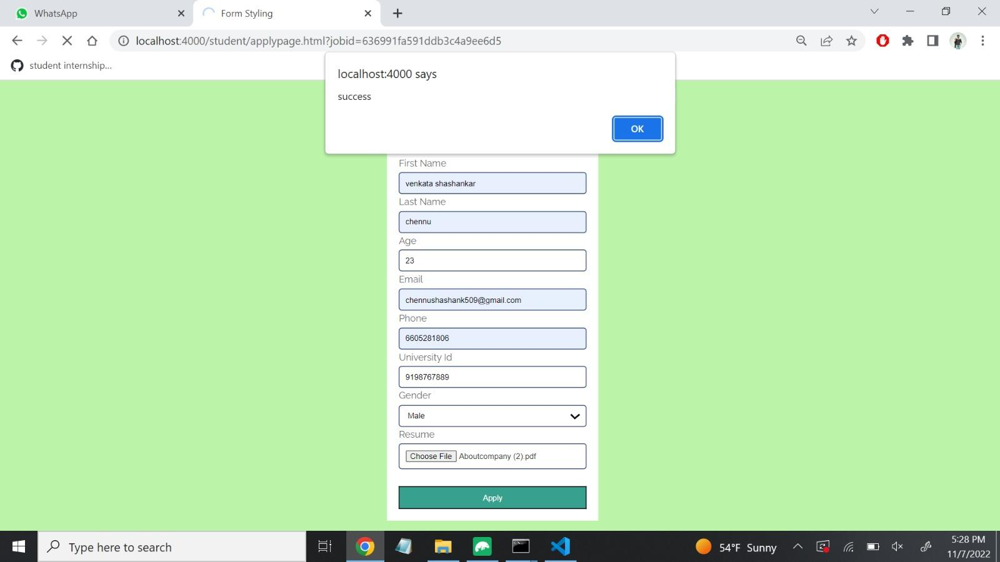 WhatsApp
Form Styling
localhost:4000/student/applypage.html?jobid=636991fa591ddb3c4a9ee6d5
student internship...
localhost:4000 says
success
OK
First Name
venkata shashankar
Last Name
chennu
Age
23
Email
chennushashank509@gmail.com
Phone
6605281806
University Id
9198767889
Gender
Male
Resume
Choose File Aboutcompany (2).pdf
Apply
Type here to search
54°F Sunny
5:28 PM
11/7/2022